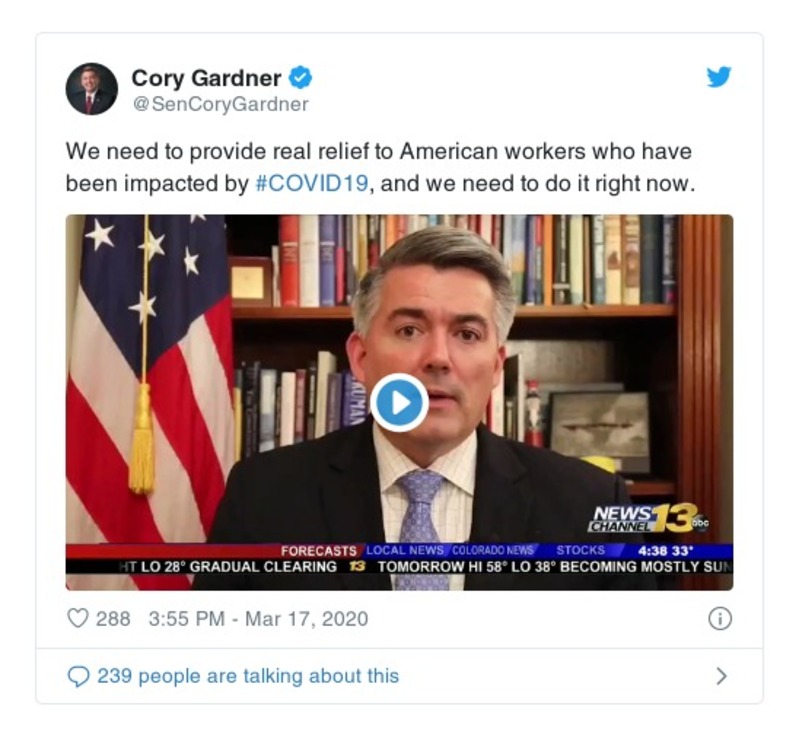 Cory Gardner
@SenCoryGardner
We need to provide real relief to American workers who have
been impacted by #COVID19, and we need to do it right now.
HUMAN
NEWS
CHANNEL 13 abc
FORECASTS LOCAL NEWS COLORADO NEWS STOCKS 4:38 33°
HT LO 28° GRADUAL CLEARING 13 TOMORROW HI 58° LO 38° BECOMING MOSTLY SUN
288 3:55 PM - Mar 17, 2020
239 people are talking about this